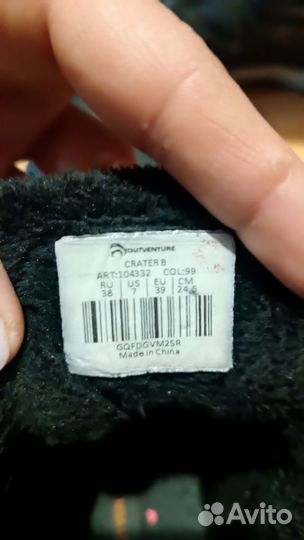 OUTVENTURE
CRATER B
ART:104332 COL:99
RU US EU CM
38 7 39 24,5
GQFDGVM2SR
Made in China
Avito